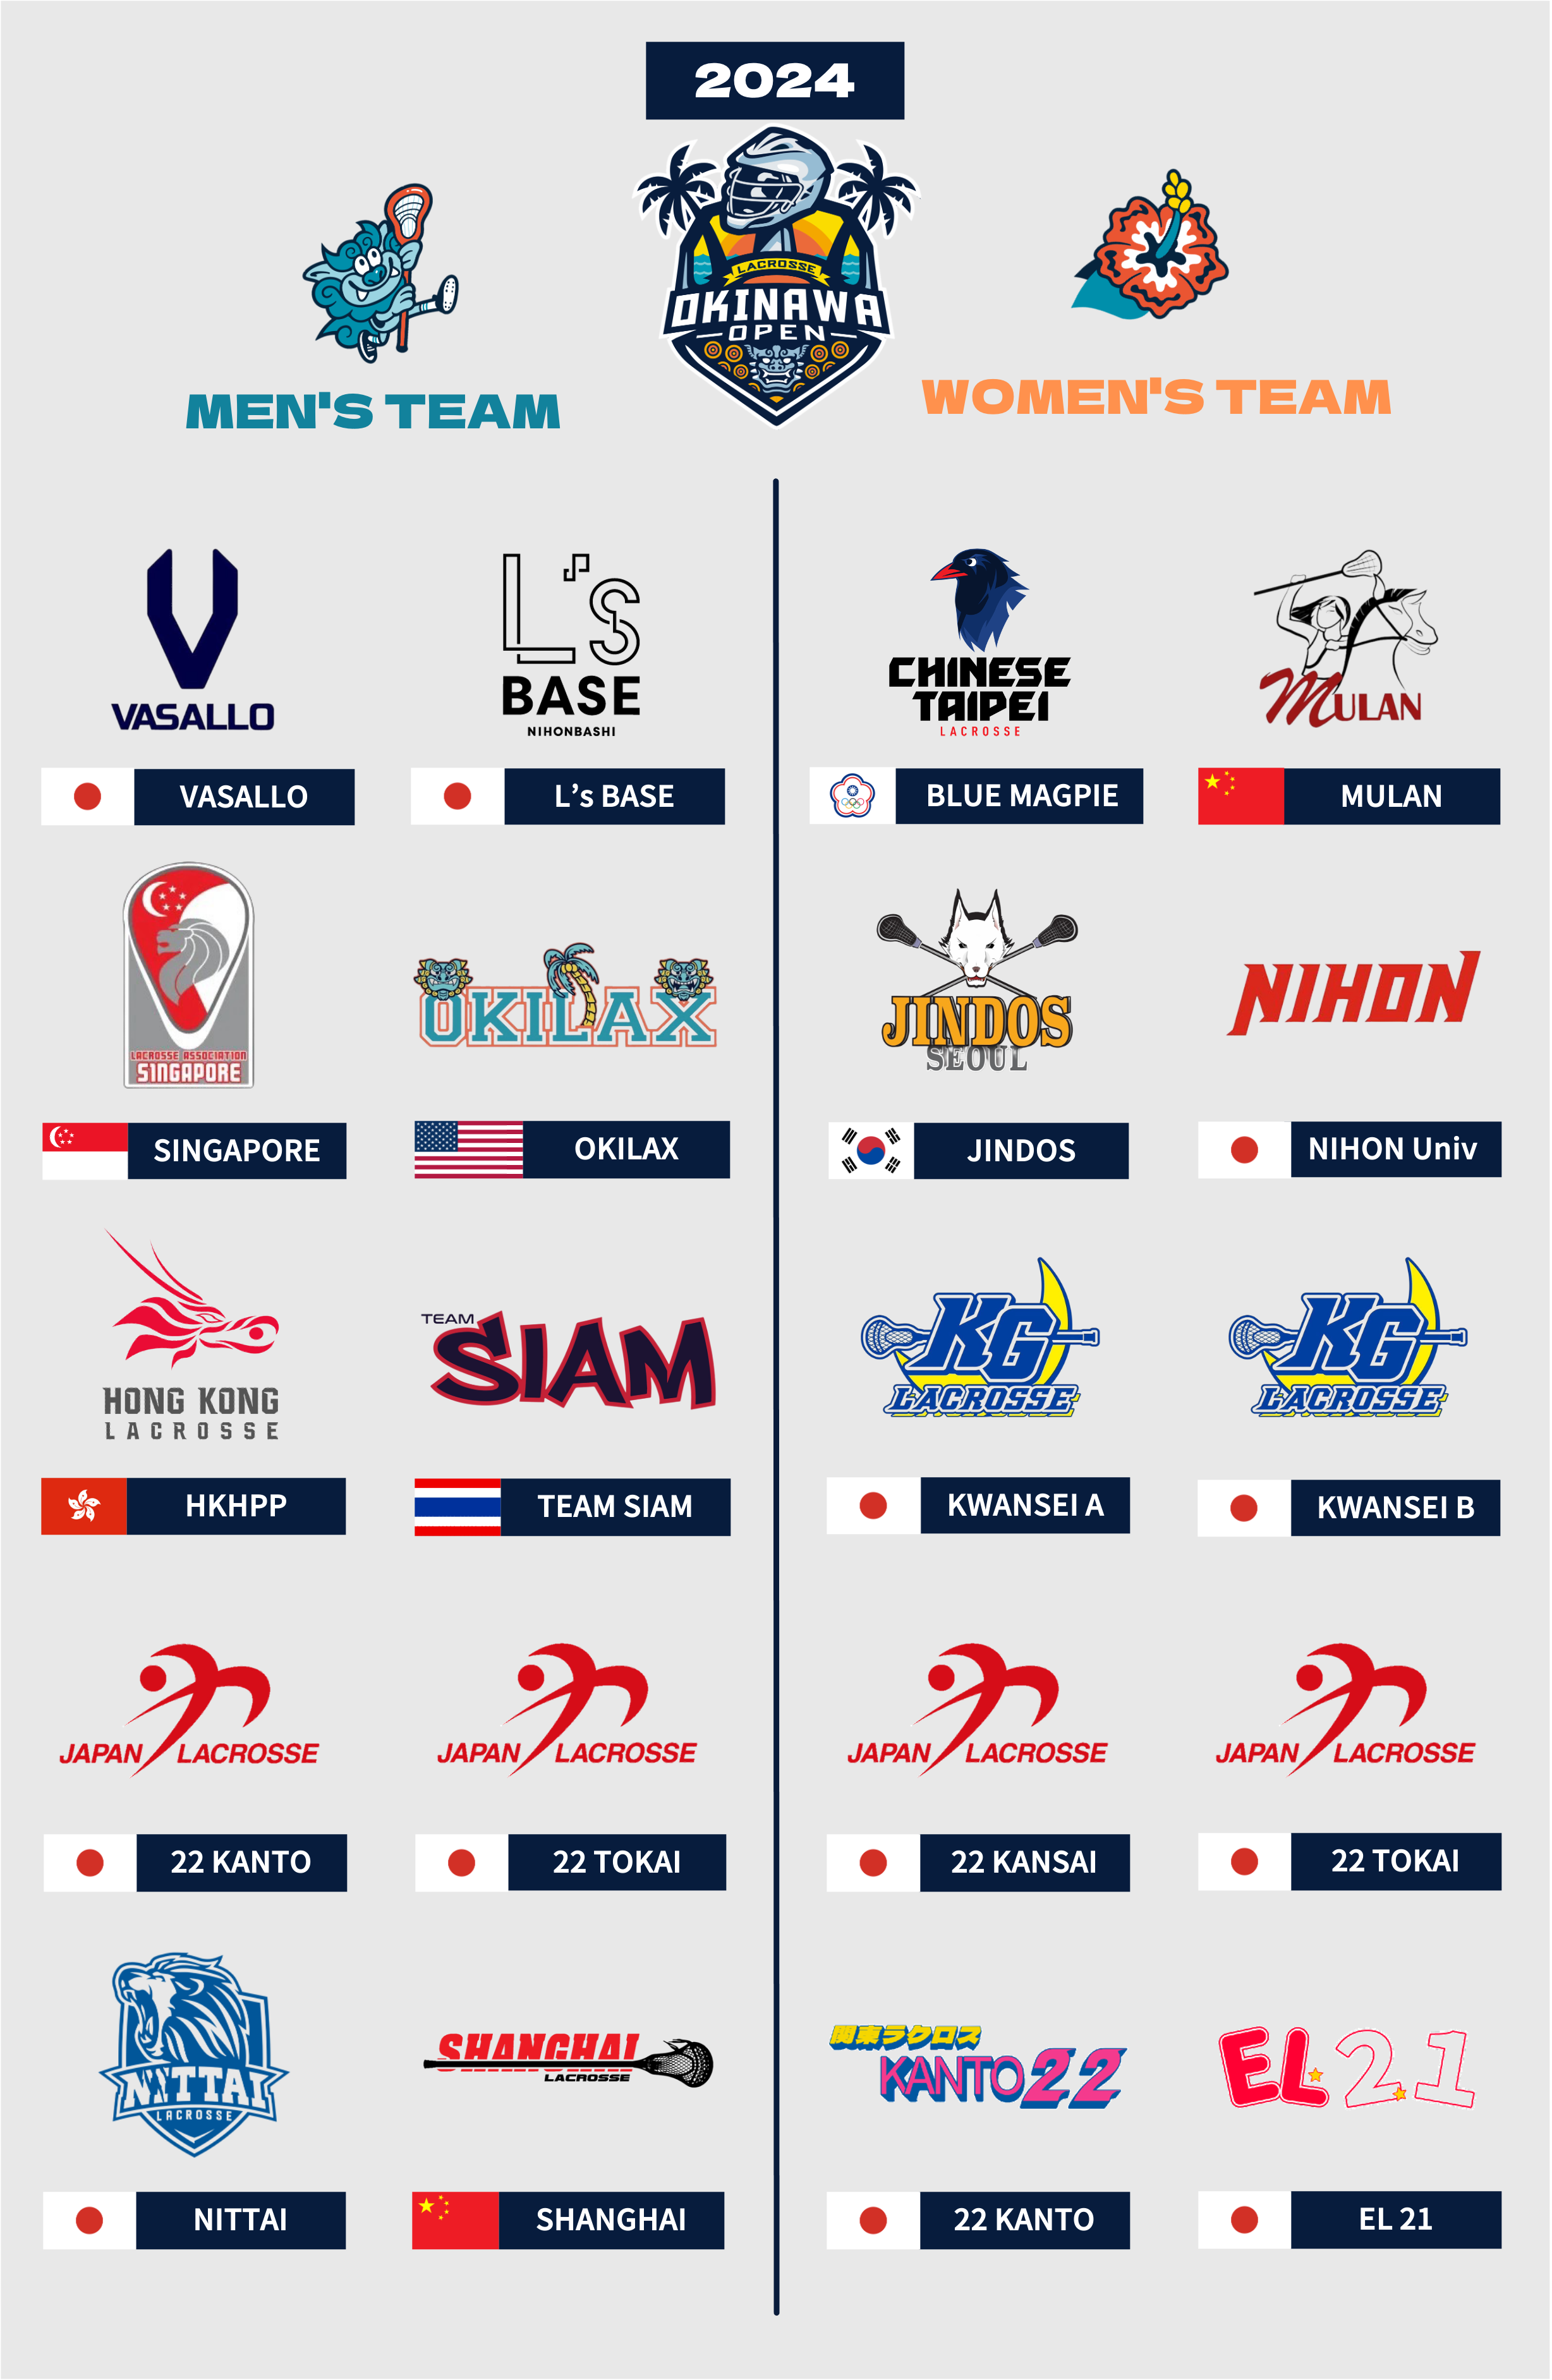 2024
LACROSSE
OKINAWA
OPEN
MEN'S TEAM
WOMEN'S TEAM
VASALLO
L's
BASE
NIHONBASHI
CHINESE
TAIPEI
LACROSSE
MULAN
VASALLO
L’s BASE
BLUE MAGPIE
MULAN
LACROSSE ASSOCIATION
SINGAPORE
OKILAX
JINDOS
SEOUL
NIHON
SINGAPORE
OKILAX
JINDOS
NIHON Univ
HONG KONG
LACROSSE
TEAM
SIAM
KG
LACROSSE
KG
LACROSSE
HKHPP
TEAM SIAM
KWANSEI A
KWANSEI B
JAPAN LACROSSE
JAPAN LACROSSE
JAPAN LACROSSE
JAPAN LACROSSE
22 KANTO
22 TOKAI
22 KANSAI
22 TOKAI
NITTAI
LACROSSE
SHANGHAI
LACROSSE
関東ラクロス
KANTO 22
EL 21
NITTAI
SHANGHAI
22 KANTO
EL 21